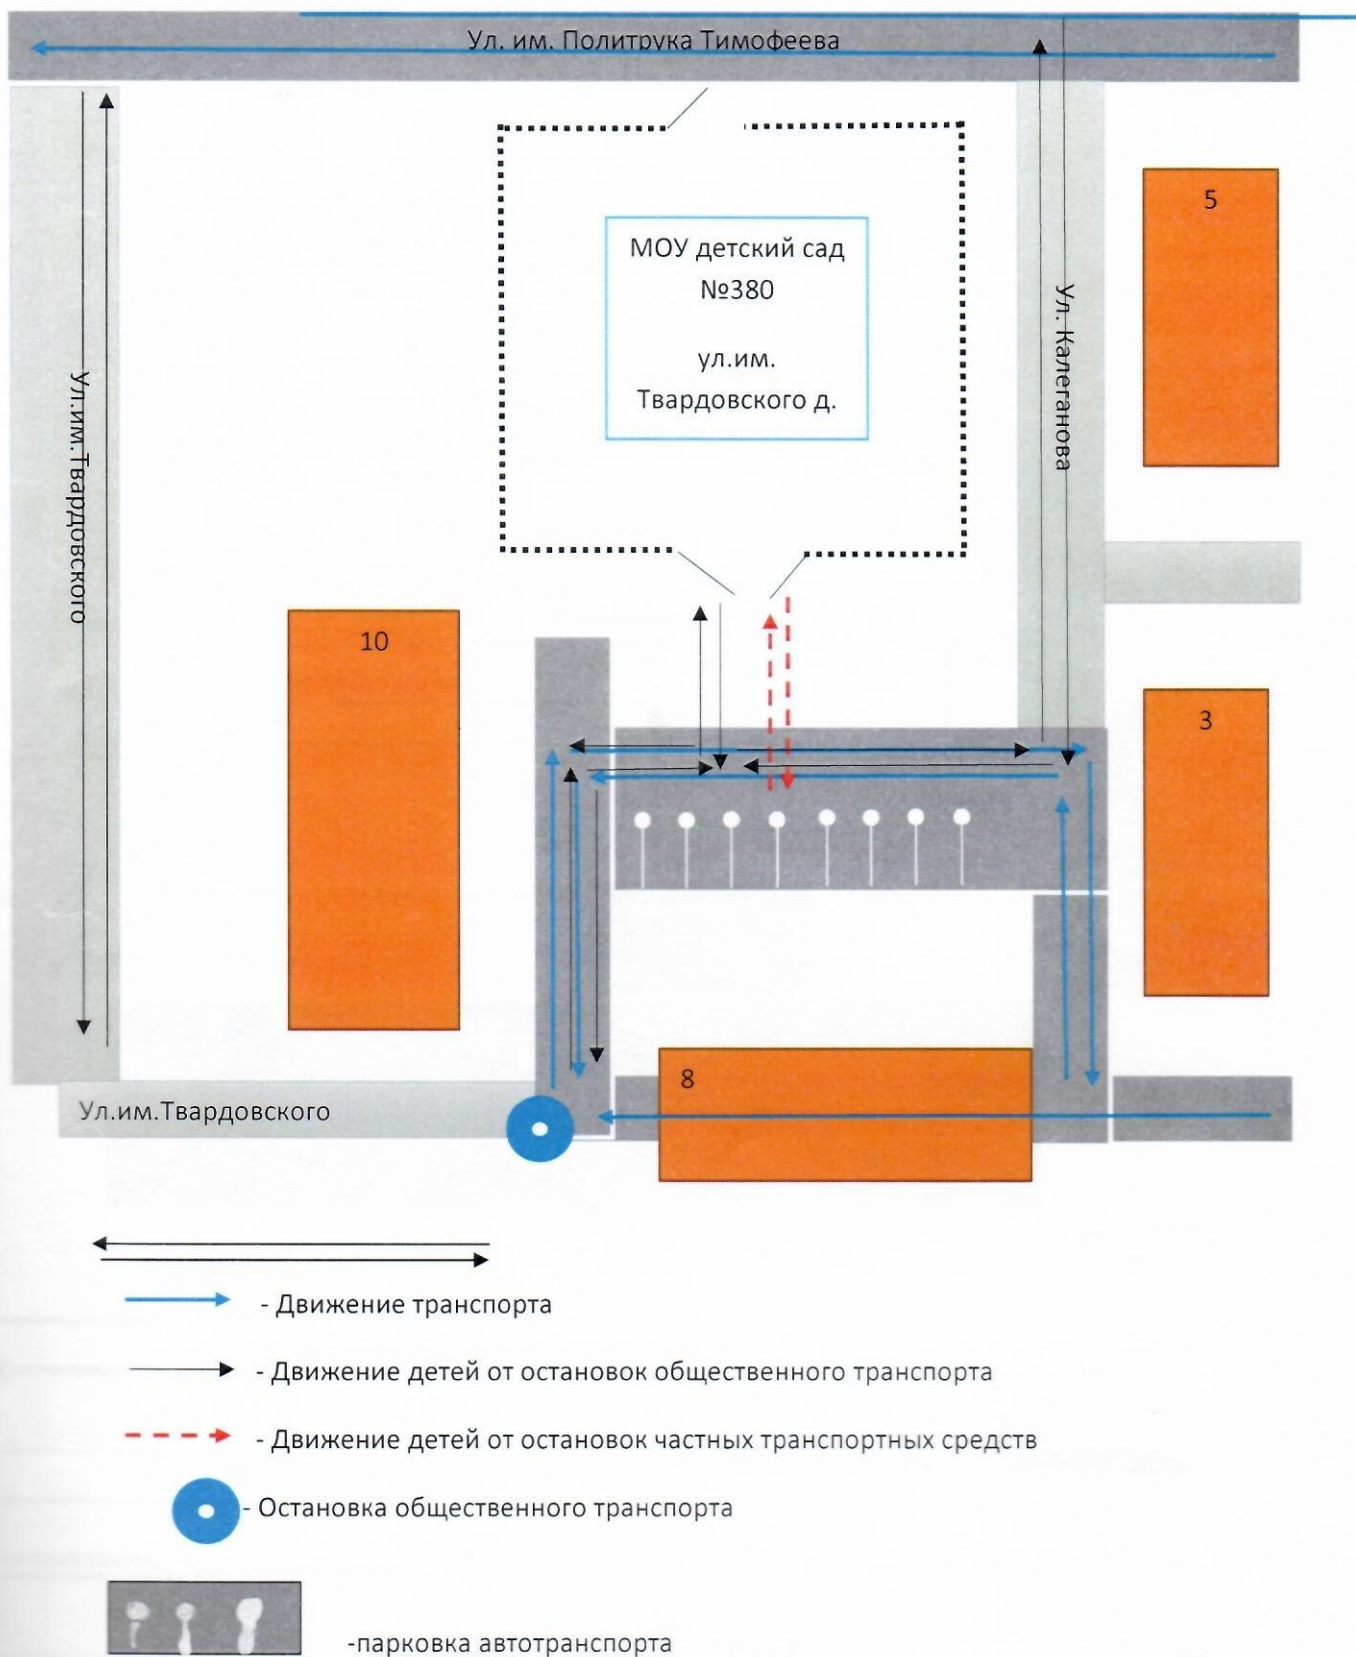 Ул. им. Политрука Тимофеева
5
МОУ детский сад
№380
ул.им.
Твардовского д.
Ул. Калеганова
Ул.им.Твардовского
10
3
8
Ул.им.Твардовского
- Движение транспорта
- Движение детей от остановок общественного транспорта
- Движение детей от остановок частных транспортных средств
- Остановка общественного транспорта
-парковка автотранспорта